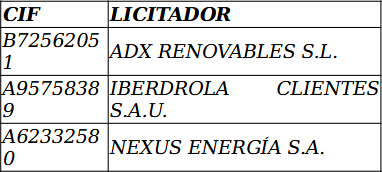 CIF LICITADOR
B7256205
1
ADX RENOVABLES S.L.
A9575838
9
IBERDROLA CLIENTES
S.A.U.
A6233258
0
NEXUS ENERGÍA S.A.